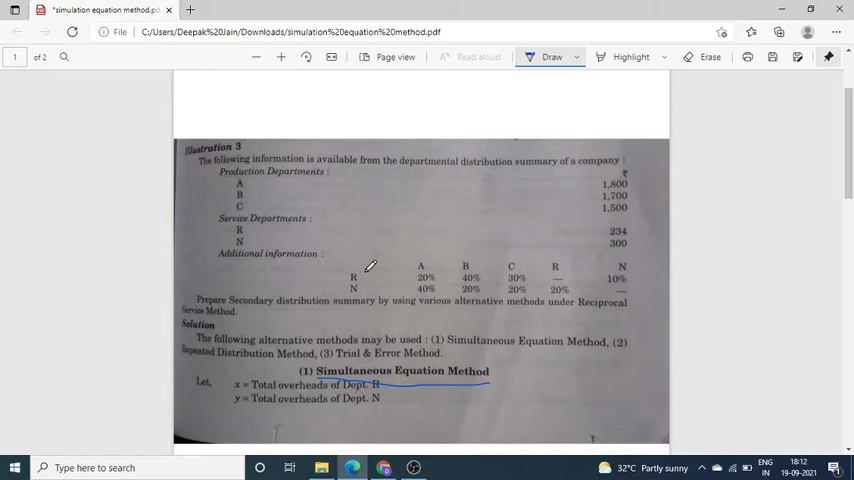 *simulation equation method.pdf
File C:/Users/Deepak%20Jain/Downloads/simulation%20equation%20method.pdf
1 of 2 Page view Read aloud Draw Highlight Erase
Illustration 3
The following information is available from the departmental distribution summary of a company :
Production Departments : ₹
A 1,800
B 1,700
C 1,500
Service Departments :
R 234
N 300
Additional information :
A B C R N
R 20% 40% 30% — 10%
N 40% 20% 20% 20% —
Prepare Secondary distribution summary by using various alternative methods under Reciprocal
Service Method.
Solution
The following alternative methods may be used : (1) Simultaneous Equation Method, (2)
Repeated Distribution Method, (3) Trial & Error Method.
(1) Simultaneous Equation Method
Let,
x = Total overheads of Dept. R
y = Total overheads of Dept. N
Type here to search
32°C Partly sunny
ENG
IN
18:12
19-09-2021